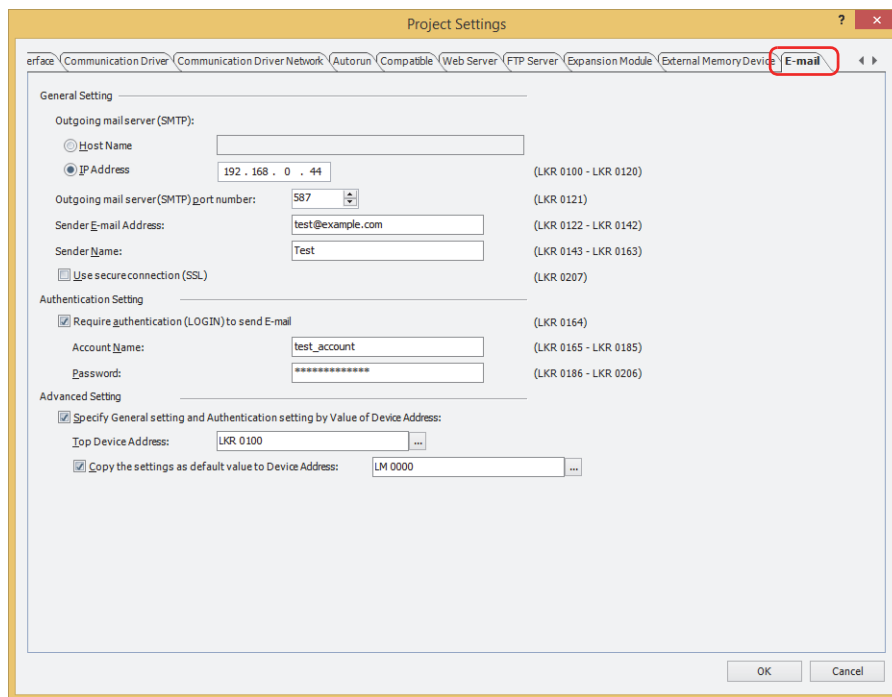 Project Settings
?
×
erface Communication Driver Communication Driver Network Autorun Compatible Web Server FTP Server Expansion Module External Memory Device E-mail
General Setting
Outgoing mail server (SMTP):
Host Name
IP Address 192 . 168 . 0 . 44 (LKR 0100 - LKR 0120)
Outgoing mail server (SMTP) port number: 587 (LKR 0121)
Sender E-mail Address: test@example.com (LKR 0122 - LKR 0142)
Sender Name: Test (LKR 0143 - LKR 0163)
Use secure connection (SSL) (LKR 0207)
Authentication Setting
Require authentication (LOGIN) to send E-mail (LKR 0164)
Account Name: test_account (LKR 0165 - LKR 0185)
Password: ************* (LKR 0186 - LKR 0206)
Advanced Setting
Specify General setting and Authentication setting by Value of Device Address:
Top Device Address: LKR 0100 ...
Copy the settings as default value to Device Address: LM 0000 ...
OK Cancel